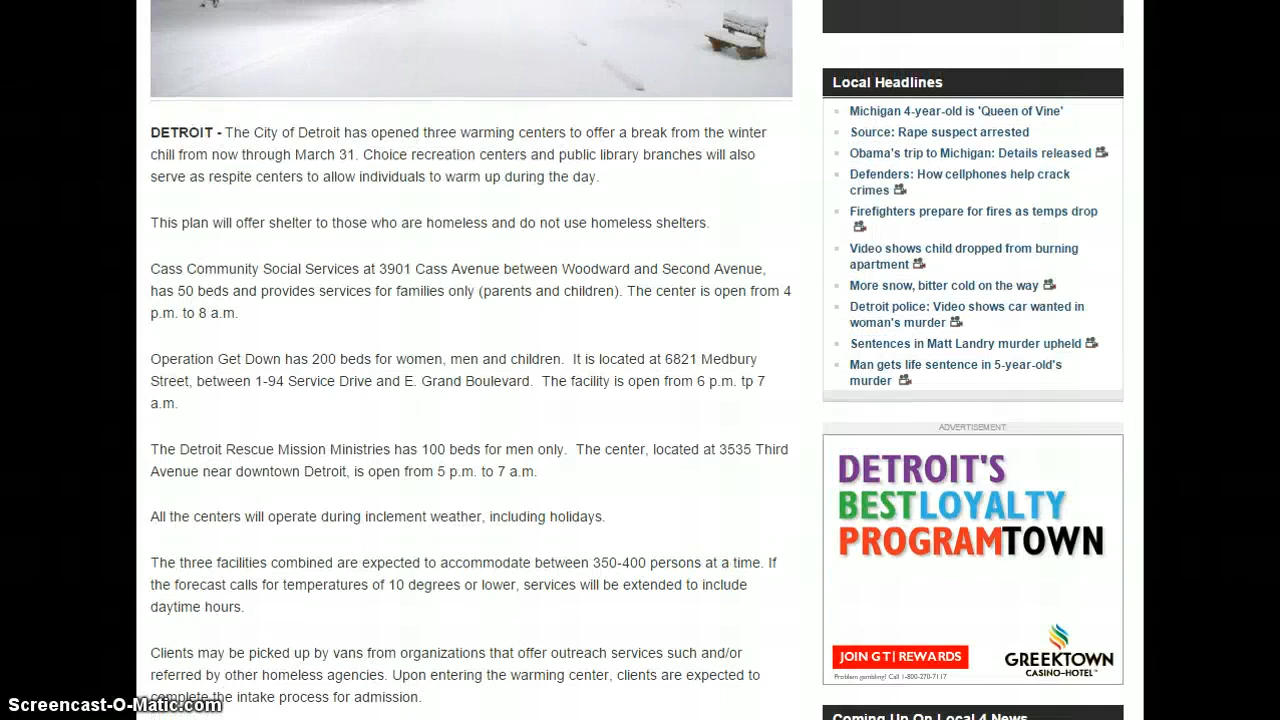 DETROIT - The City of Detroit has opened three warming centers to offer a break from the winter
chill from now through March 31. Choice recreation centers and public library branches will also
serve as respite centers to allow individuals to warm up during the day.
This plan will offer shelter to those who are homeless and do not use homeless shelters.
Cass Community Social Services at 3901 Cass Avenue between Woodward and Second Avenue,
has 50 beds and provides services for families only (parents and children). The center is open from 4
p.m. to 8 a.m.
Operation Get Down has 200 beds for women, men and children. It is located at 6821 Medbury
Street, between 1-94 Service Drive and E. Grand Boulevard. The facility is open from 6 p.m. tp 7
a.m.
The Detroit Rescue Mission Ministries has 100 beds for men only. The center, located at 3535 Third
Avenue near downtown Detroit, is open from 5 p.m. to 7 a.m.
All the centers will operate during inclement weather, including holidays.
The three facilities combined are expected to accommodate between 350-400 persons at a time. If
the forecast calls for temperatures of 10 degrees or lower, services will be extended to include
daytime hours.
Clients may be picked up by vans from organizations that offer outreach services such and/or
referred by other homeless agencies. Upon entering the warming center, clients are expected to
complete the intake process for admission.
Local Headlines
Michigan 4-year-old is 'Queen of Vine'
Source: Rape suspect arrested
Obama's trip to Michigan: Details released
Defenders: How cellphones help crack
crimes
Firefighters prepare for fires as temps drop
Video shows child dropped from burning
apartment
More snow, bitter cold on the way
Detroit police: Video shows car wanted in
woman's murder
Sentences in Matt Landry murder upheld
Man gets life sentence in 5-year-old's
murder
ADVERTISEMENT
DETROIT'S
BESTLOYALTY
PROGRAMTOWN
JOIN GT | REWARDS
Problem gambling? Call 1-800-270-7117
GREEKTOWN
CASINO-HOTEL™
Coming Up On Local 4 News
Screencast-O-Matic.com